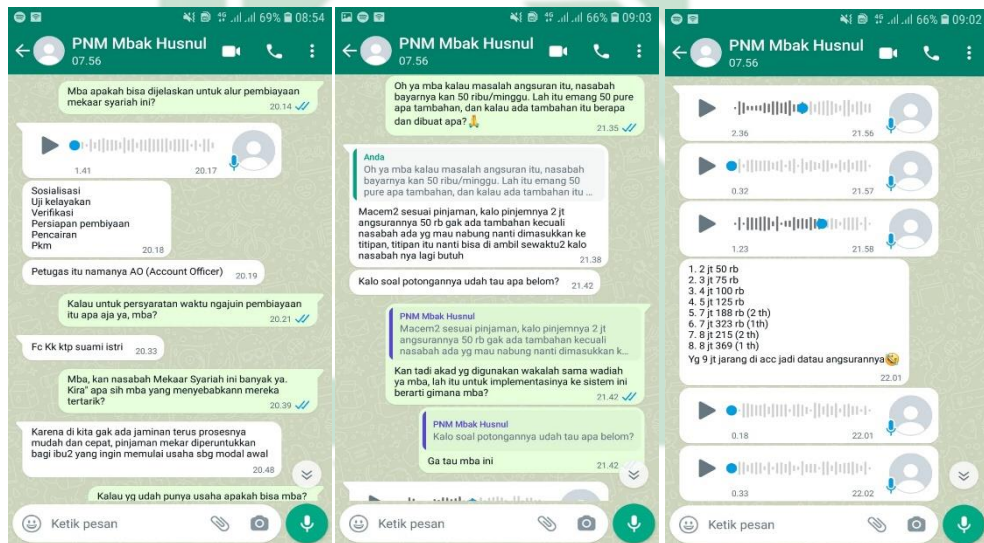 69% 08:54
PNM Mbak Husnul
07.56
Mba apakah bisa dijelaskan untuk alur pembiayaan
mekaar syariah ini?
20.14
1.41 20.17
Sosialisasi
Uji kelayakan
Verifikasi
Persiapan pembiyaan
Pencairan
Pkm
20.18
Petugas itu namanya AO (Account Officer) 20.19
Kalau untuk persyaratan waktu ngajuin pembiayaan
itu apa aja ya, mba?
20.21
Fc Kk ktp suami istri 20.33
Mba, kan nasabah Mekaar Syariah ini banyak ya.
Kira" apa sih mba yang menyebabkann mereka
tertarik?
20.39
Karena di kita gak ada jaminan terus prosesnya
mudah dan cepat, pinjaman mekar diperuntukkan
bagi ibu2 yang ingin memulai usaha sbg modal awal
20.48
Kalau yg udah punya usaha apakah bisa mba?
Ketik pesan
66% 09:03
PNM Mbak Husnul
07.56
Oh ya mba kalau masalah angsuran itu, nasabah
bayarnya kan 50 ribu/minggu. Lah itu emang 50 pure
apa tambahan, dan kalau ada tambahan itu berapa
dan dibuat apa?🙏
21.35
Anda
Oh ya mba kalau masalah angsuran itu, nasabah
bayarnya kan 50 ribu/minggu. Lah itu emang 50
pure apa tambahan, dan kalau ada tambahan itu ...
Macem2 sesuai pinjaman, kalo pinjemnya 2 jt
angsurannya 50 rb gak ada tambahan kecuali
nasabah ada yg mau nabung nanti dimasukkan ke
titipan, titipan itu nanti bisa di ambil sewaktu2 kalo
nasabah nya lagi butuh
21.38
Kalo soal potongannya udah tau apa belom? 21.42
PNM Mbak Husnul
Macem2 sesuai pinjaman, kalo pinjemnya 2 jt
angsurannya 50 rb gak ada tambahan kecuali
nasabah ada yg mau nabung nanti dimasukkan k...
Kan tadi akad yg digunakan wakalah sama wadiah
ya mba, lah itu untuk implementasinya ke sistem ini
berarti gimana mba?
21.42
PNM Mbak Husnul
Kalo soal potongannya udah tau apa belom?
Ga tau mba ini
21.42
Ketik pesan
66% 09:02
PNM Mbak Husnul
07.56
2.36 21.56
0.32 21.57
1.23 21.58
1. 2 jt 50 rb
2. 3 jt 75 rb
3. 4 jt 100 rb
4. 5 jt 125 rb
5. 7 jt 188 rb (2 th)
6. 7 jt 323 rb (1th)
7. 8 jt 215 (2 th)
8. 8 jt 369 (1 th)
Yg 9 jt jarang di acc jadi datau angsurannya🤣
22.01
0.18 22.01
0.33 22.02
Ketik pesan